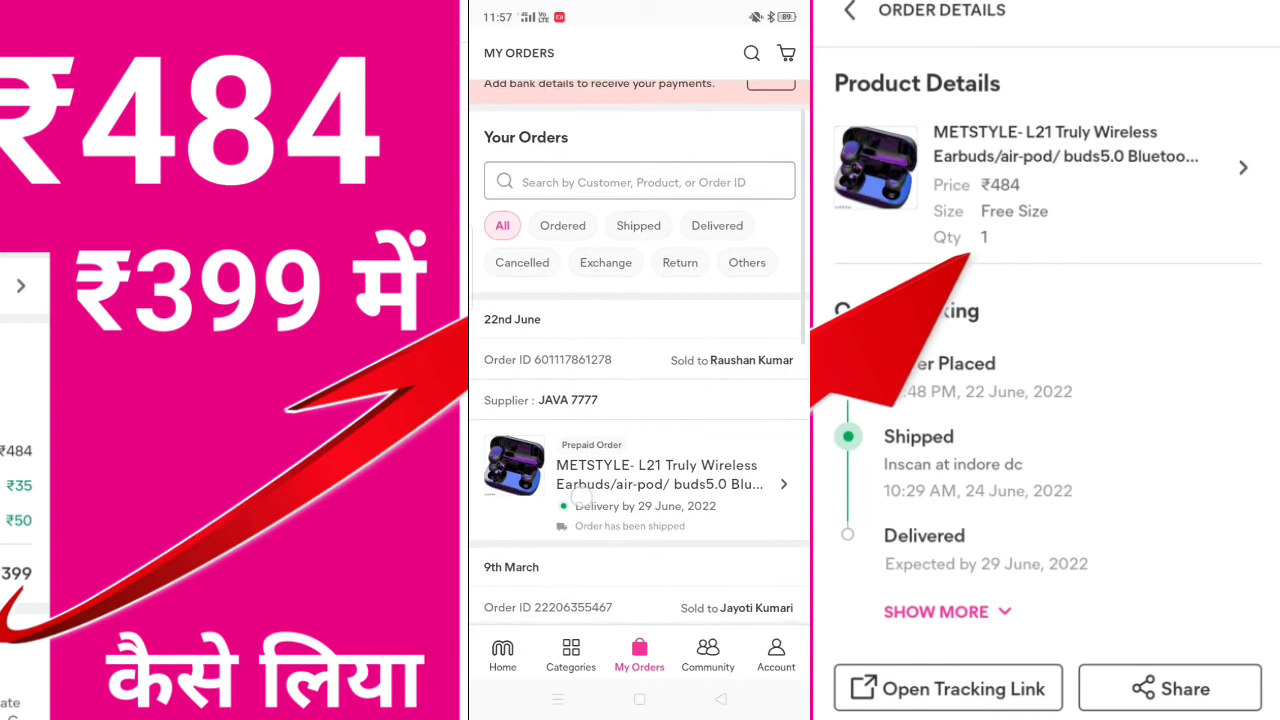 ₹484
₹399 में
₹484
₹35
₹50
399
कैसे लिया
ate
11:57
89
MY ORDERS
Add bank details to receive your payments.
Your Orders
Search by Customer, Product, or Order ID
All
Ordered
Shipped
Delivered
Cancelled
Exchange
Return
Others
22nd June
Order ID 601117861278
Sold to Raushan Kumar
Supplier : JAVA 7777
Prepaid Order
METSTYLE- L21 Truly Wireless
Earbuds/air-pod/ buds5.0 Blu...
Delivery by 29 June, 2022
Order has been shipped
9th March
Order ID 22206355467
Sold to Jayoti Kumari
Home
Categories
My Orders
Community
Account
ORDER DETAILS
Product Details
METSTYLE- L21 Truly Wireless
Earbuds/air-pod/ buds5.0 Bluetoo...
Price ₹484
Size Free Size
Qty 1
king
er Placed
:48 PM, 22 June, 2022
Shipped
Inscan at indore dc
10:29 AM, 24 June, 2022
Delivered
Expected by 29 June, 2022
SHOW MORE
Open Tracking Link
Share